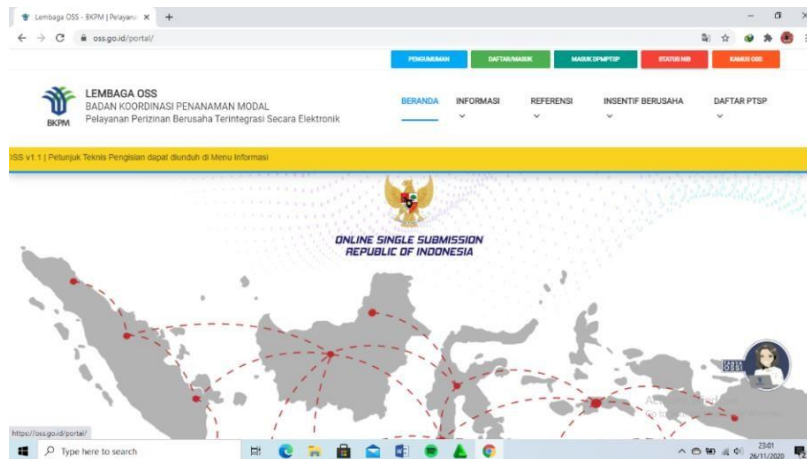 Lembaga OSS - BKPM | Pelayana
oss.go.id/portal/
PENGUMUMAN
DAFTAR/MASUK
MASUK DPMPTSP
STATUS NIB
KAMUS OSS
BKPM
LEMBAGA OSS
BADAN KOORDINASI PENANAMAN MODAL
Pelayanan Perizinan Berusaha Terintegrasi Secara Elektronik
BERANDA
INFORMASI
REFERENSI
INSENTIF BERUSAHA
DAFTAR PTSP
OSS v1.1 | Petunjuk Teknis Pengisian dapat diunduh di Menu Informasi
ONLINE SINGLE SUBMISSION
REPUBLIC OF INDONESIA
https://oss.go.id/portal/
Type here to search
23:01
26/11/2020